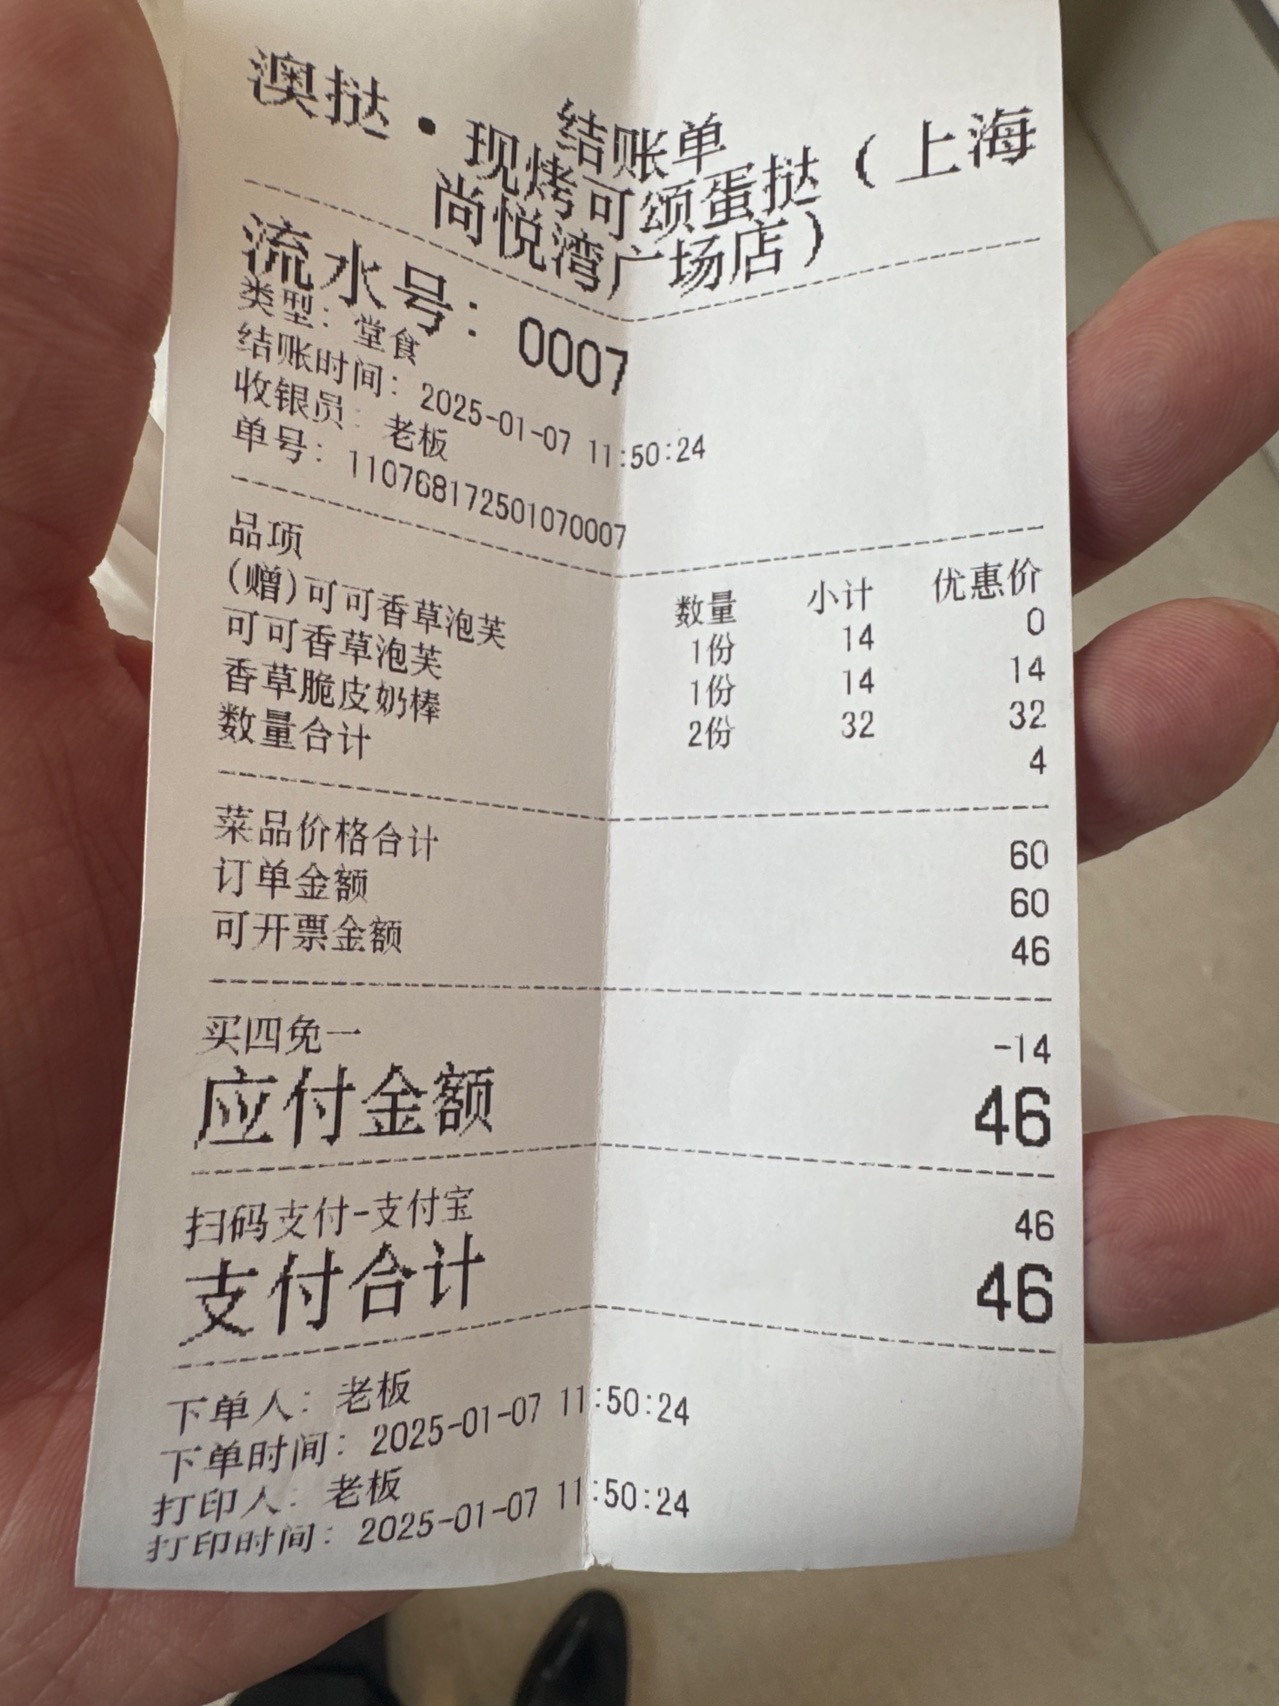 结账单
澳挞·现烤可颂蛋挞（上海
尚悦湾广场店）
流水号：0007
类型：堂食
结账时间：2025-01-07 11:50:24
收银员：老板
单号：110768172501070007
品项 数量 小计 优惠价
(赠)可可香草泡芙 1份 14 0
可可香草泡芙 1份 14 14
香草脆皮奶棒 2份 32 32
数量合计 4
菜品价格合计 60
订单金额 60
可开票金额 46
买四免一 -14
应付金额 46
扫码支付-支付宝 46
支付合计 46
下单人：老板
下单时间：2025-01-07 11:50:24
打印人：老板
打印时间：2025-01-07 11:50:24